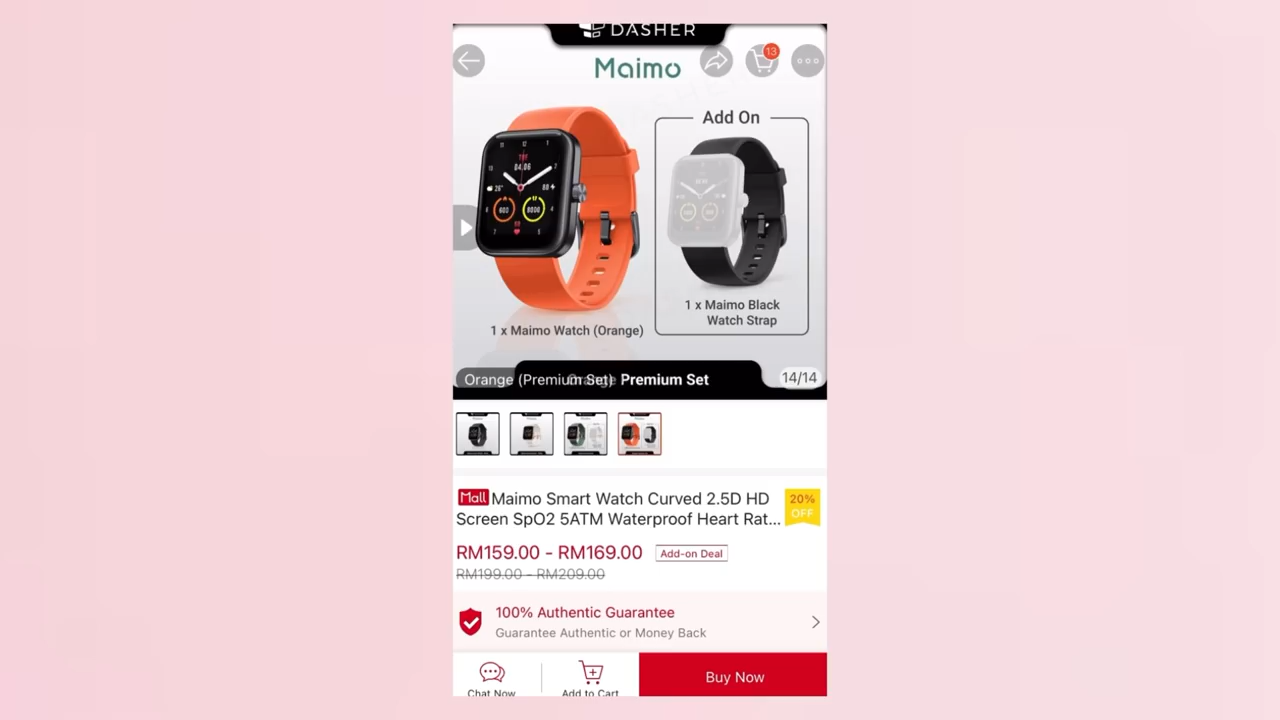 DASHER
Maimo
13
Add On
1 x Maimo Black
Watch Strap
1 x Maimo Watch (Orange)
Orange (Premium Set)
Premium Set
14/14
Mall Maimo Smart Watch Curved 2.5D HD
Screen SpO2 5ATM Waterproof Heart Rat...
20%
OFF
RM159.00 - RM169.00
Add-on Deal
RM199.00 - RM209.00
100% Authentic Guarantee
Guarantee Authentic or Money Back
Chat Now
Add to Cart
Buy Now